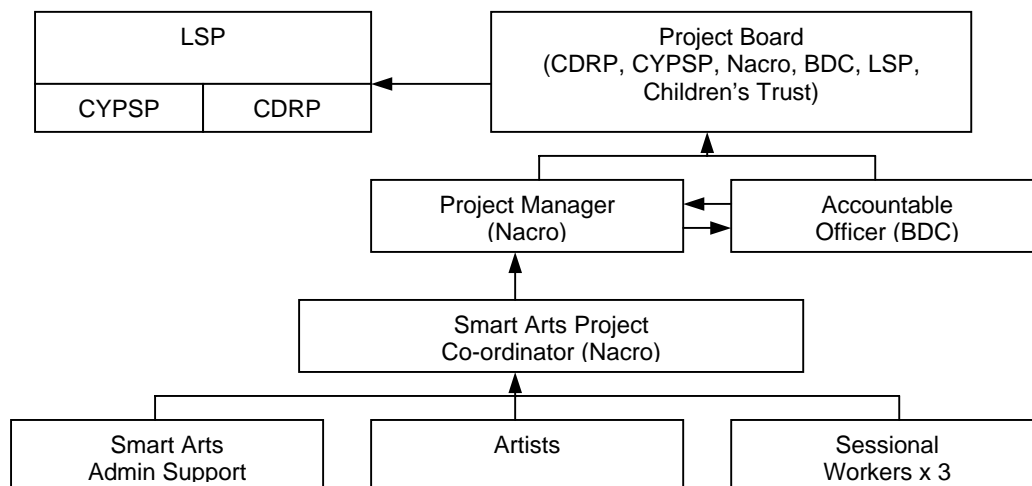 LSP
CYPSP
CDRP
Project Board
(CDRP, CYPSP, Nacro, BDC, LSP,
Children’s Trust)
Project Manager
(Nacro)
Accountable
Officer (BDC)
Smart Arts Project
Co-ordinator (Nacro)
Smart Arts
Admin Support
Artists
Sessional
Workers x 3